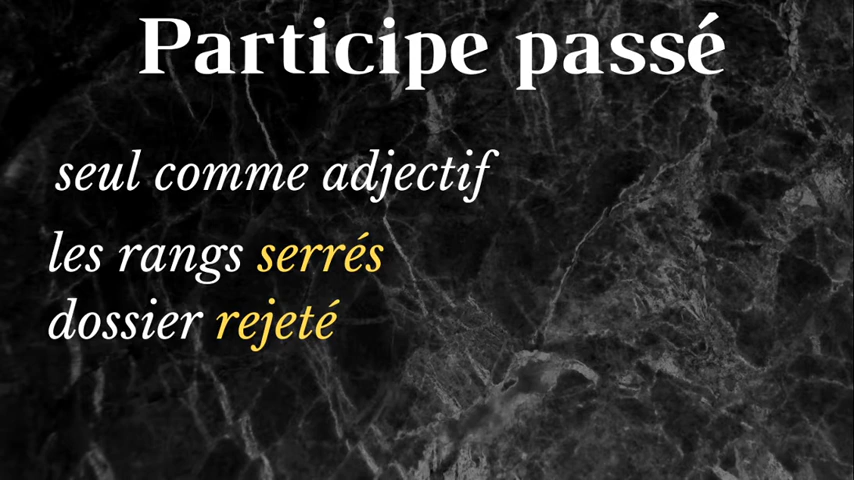 Participe passé
seul comme adjectif
les rangs serrés
dossier rejeté